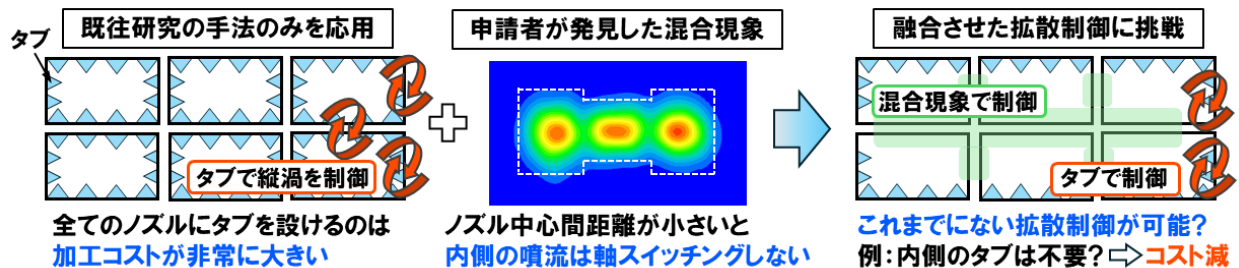 既往研究の手法のみを応用
タブ
タブで縦渦を制御
全てのノズルにタブを設けるのは
加工コストが非常に大きい
申請者が発見した混合現象
ノズル中心間距離が小さいと
内側の噴流は軸スイッチングしない
融合させた拡散制御に挑戦
混合現象で制御
タブで制御
これまでにない拡散制御が可能?
例:内側のタブは不要?⇨コスト減